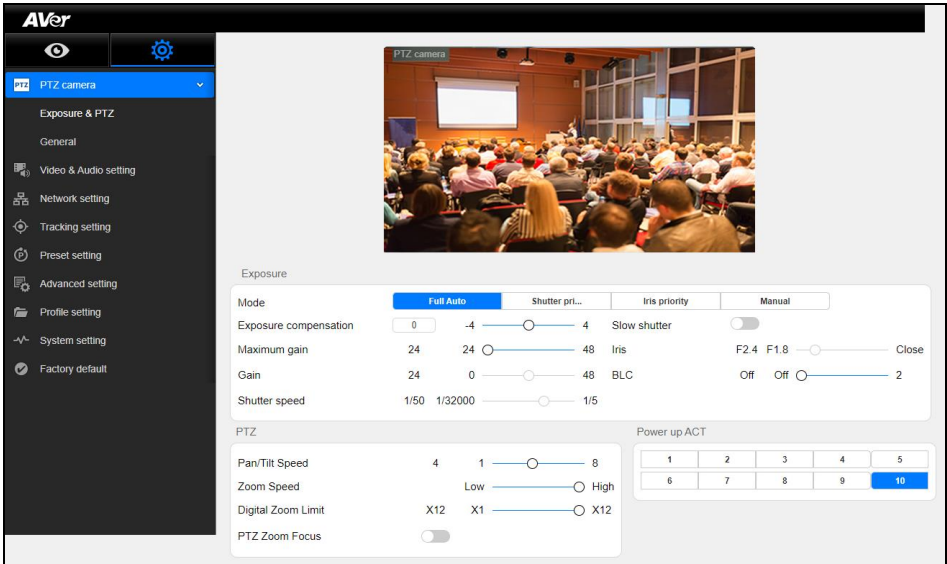 AVer
PTZ PTZ camera
Exposure & PTZ
General
Video & Audio setting
Network setting
Tracking setting
P Preset setting
Advanced setting
Profile setting
System setting
Factory default
PTZ camera
Exposure
Mode Full Auto Shutter pri... Iris priority Manual
Exposure compensation 0 -4 4 Slow shutter
Maximum gain 24 24 48 Iris F2.4 F1.8 Close
Gain 24 0 48 BLC Off Off 2
Shutter speed 1/50 1/32000 1/5
PTZ
Pan/Tilt Speed 4 1 8
Zoom Speed Low High
Digital Zoom Limit X12 X1 X12
PTZ Zoom Focus
Power up ACT
1 2 3 4 5
6 7 8 9 10